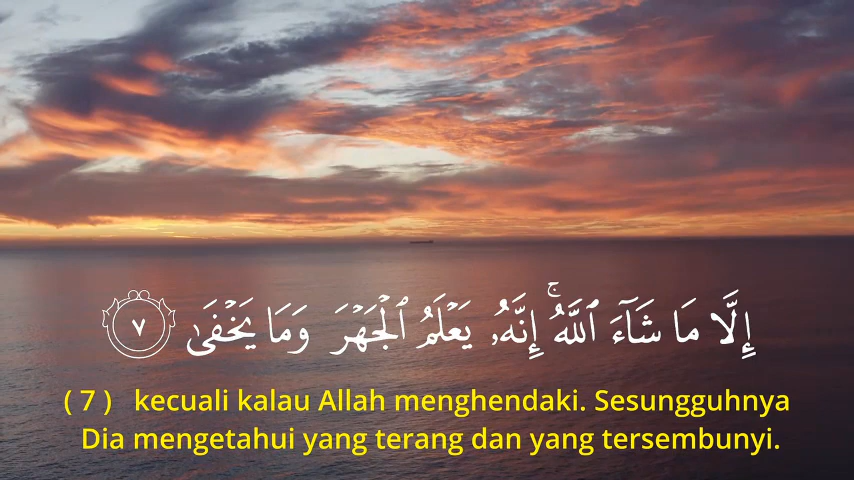 إِلَّا مَا شَآءَ ٱللَّهُ ۚ إِنَّهُۥ يَعْلَمُ ٱلْجَهْرَ وَمَا يَخْفَىٰ ٧
( 7 ) kecuali kalau Allah menghendaki. Sesungguhnya
Dia mengetahui yang terang dan yang tersembunyi.